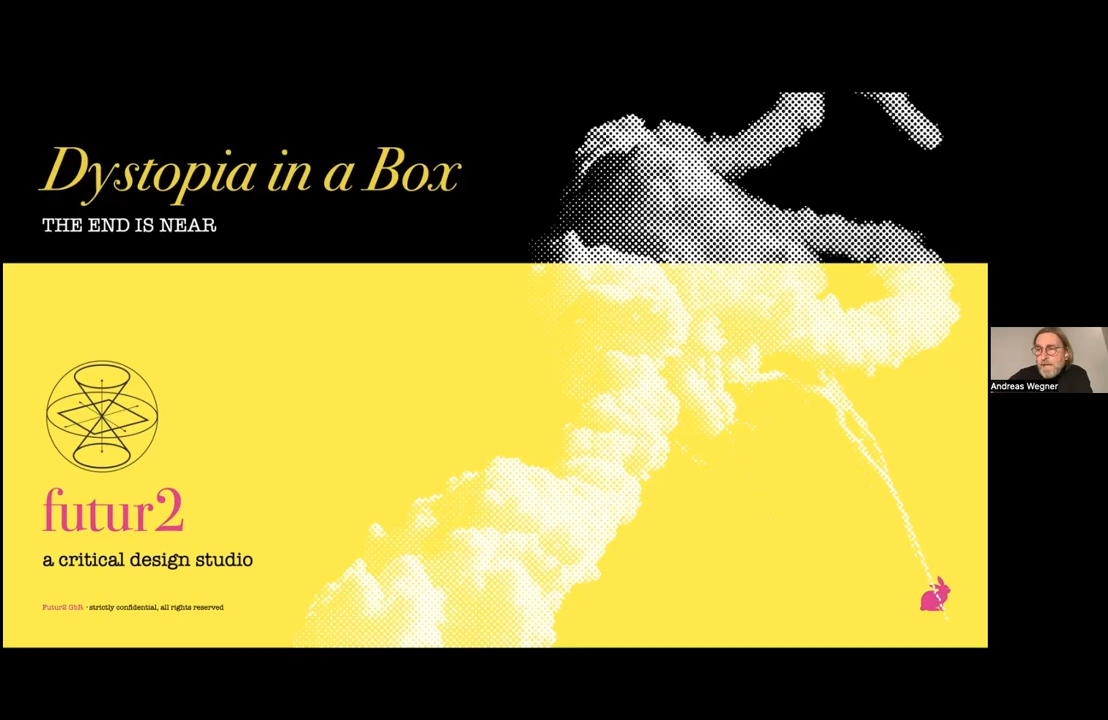 Dystopia in a Box
THE END IS NEAR
futur2
a critical design studio
Futur2 GbR · strictly confidential, all rights reserved
Andreas Wegner